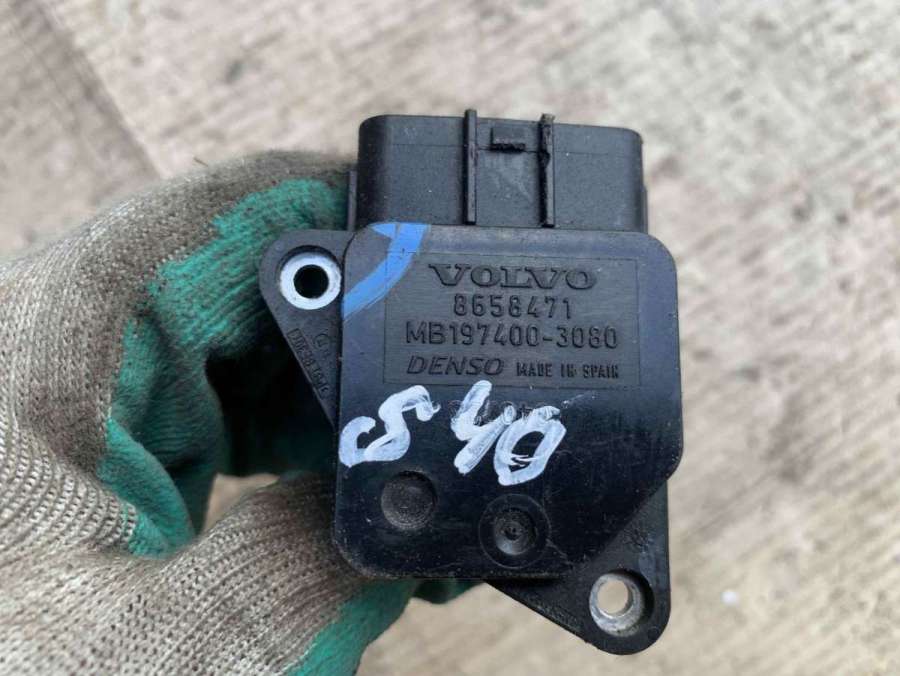 VOLVO
8658471
MB197400-3080
DENSO MADE IN SPAIN
S40